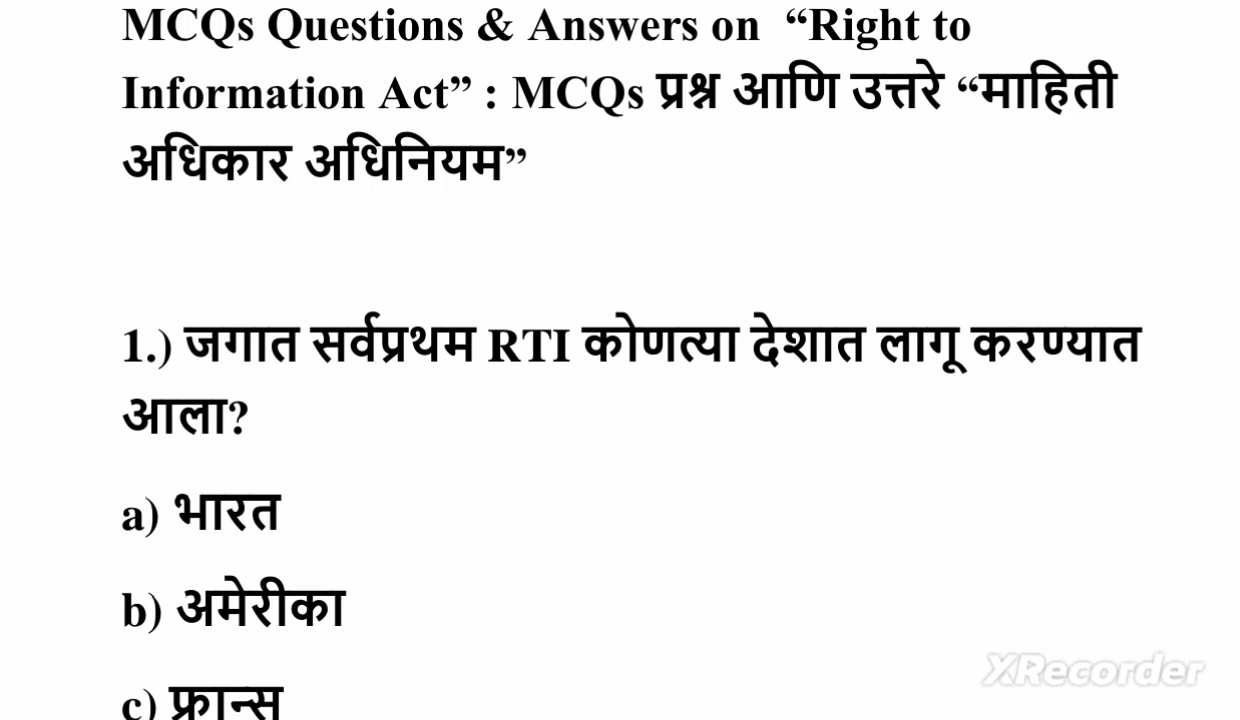 MCQs Questions & Answers on “Right to
Information Act” : MCQs प्रश्न आणि उत्तरे “माहिती
अधिकार अधिनियम”
1.) जगात सर्वप्रथम RTI कोणत्या देशात लागू करण्यात
आला?
a) भारत
b) अमेरीका
c) फ्रान्स
XRecorder